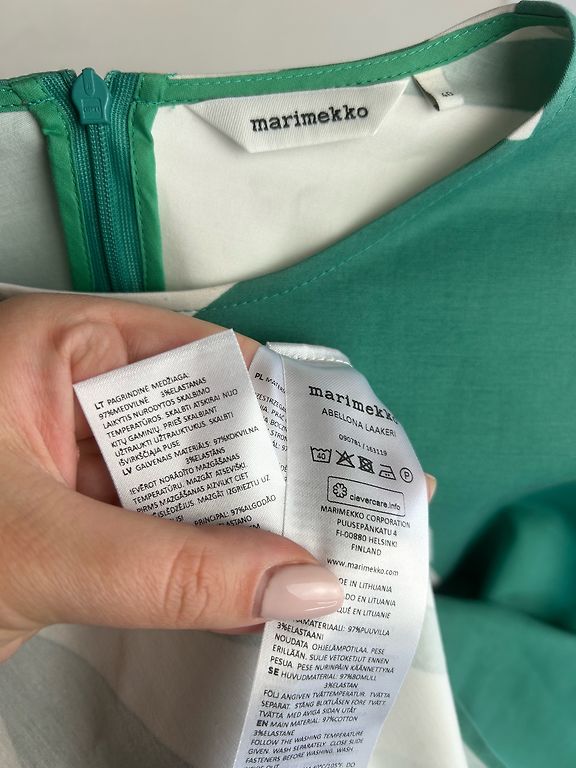 marimekko
40
LT PAGRINDINE MEDŽIAGA:
97%MEDVILNĖ 3%ELASTANAS
LAIKYTIS NURODYTOS SKALBIMO
TEMPERATŪROS. SKALBTI ATSKIRAI NUO
KITŲ GAMINIŲ. PRIEŠ SKALBIANT
UŽTRAUKTI UŽTRAUKTUKUS. SKALBTI
IŠVIRKŠČIAJA PUSE
LV GALVENAIS MATERIĀLS: 97%KOKVILNA
3%ELASTĀNS
IEVĒROT NORĀDĪTO MAZGĀŠANAS
TEMPERATŪRU. MAZGĀT ATSEVIŠĶI.
PIRMS MAZGĀŠANAS AIZVILKT CIET
MAZGĀT IZGRIEZTU UZ
PRINCIPAL: 97%ALGODÃO
ELASTANO
PL
marimekko
ABELLONA LAAKERI
090781 / 163119
40
P
clevercare.info
MARIMEKKO CORPORATION
PUUSEPÄNKATU 4
FI-00880 HELSINKI
FINLAND
www.marimekko.com
DE IN LITHUANIA
DO EN LITUANIA
QUÉ EN LITUANIE
MATERIAALI: 97%PUUVILLA
3%ELASTAANI
NOUDATA OHJELÄMPÖTILAA. PESE
ERILLÄÄN. SULJE VETOKETJUT ENNEN
PESUA. PESE NURINPÄIN KÄÄNNETTYNÄ
SE HUVUDMATERIAL: 97%BOMULL
3%ELASTAN
FÖLJ ANGIVEN TVÄTTEMPERATUR. TVÄTTA
SEPARAT. STÄNG BLIXTLÅSEN FÖRE TVÄTT.
TVÄTTA MED AVIGA SIDAN UTÅT
EN MAIN MATERIAL: 97%COTTON
3%ELASTANE
FOLLOW THE WASHING TEMPERATURE
GIVEN. WASH SEPARATELY. CLOSE SLIDE
FASTENERS BEFORE WASHING. WASH